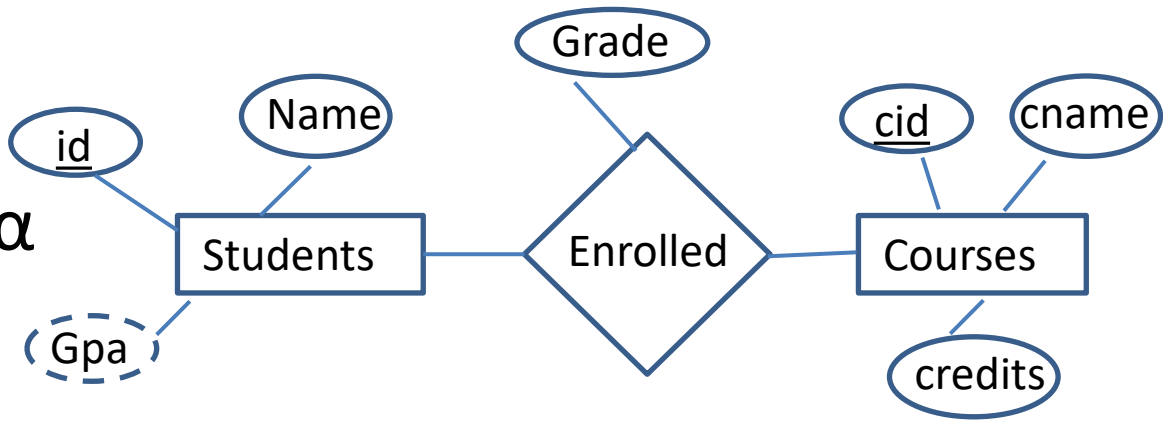 Grade
Name
cid
cname
id
α
Students
Enrolled
Courses
Gpa
credits